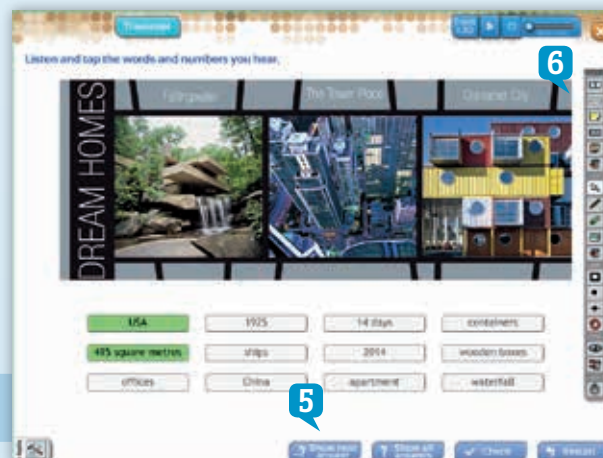 Transcript
Listen and tap the words and numbers you hear.
6
DREAM HOMES
Fallingwater
The Tower Place
Container City
USA
1925
14 days
containers
495 square metres
ships
2014
wooden boxes
offices
China
apartment
waterfall
5
Show next answer
Show all answers
Check
Restart